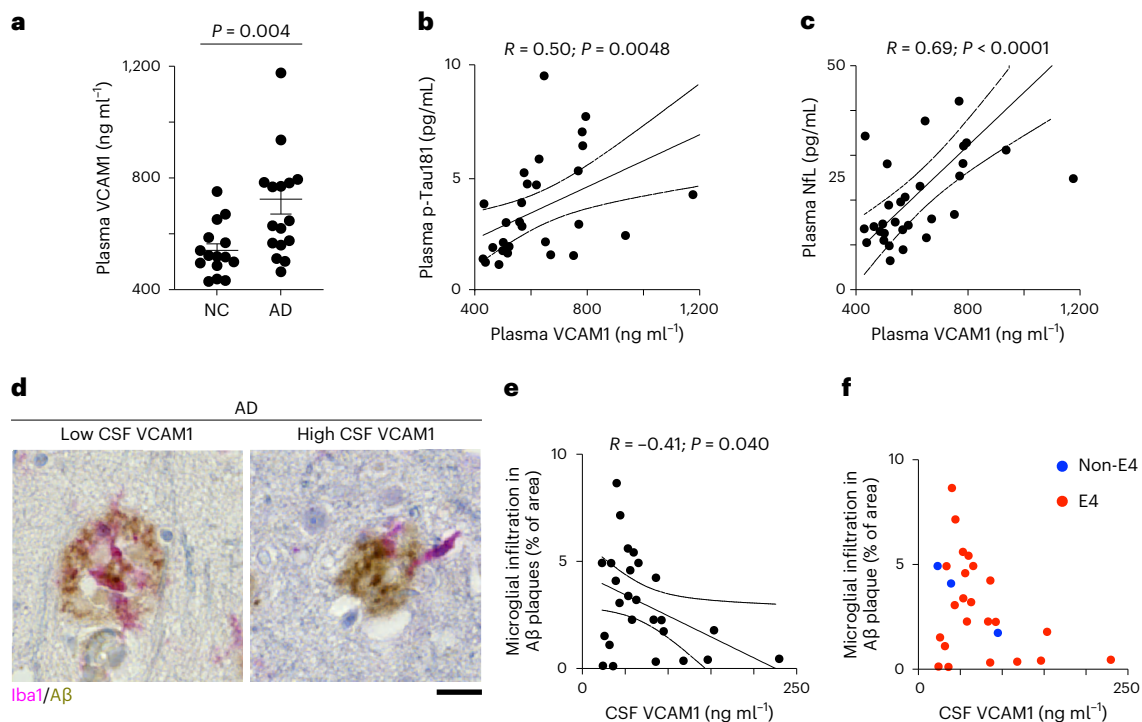 a
P = 0.004
Plasma VCAM1 (ng ml⁻¹)
1,200
800
400
NC
AD
b
R = 0.50; P = 0.0048
Plasma p-Tau181 (pg/mL)
10
5
0
400
800
1,200
Plasma VCAM1 (ng ml⁻¹)
c
R = 0.69; P < 0.0001
Plasma NfL (pg/mL)
50
25
0
400
800
1,200
Plasma VCAM1 (ng ml⁻¹)
d
AD
Low CSF VCAM1
High CSF VCAM1
Iba1/Aβ
e
R = −0.41; P = 0.040
Microglial infiltration in
Aβ plaques (% of area)
10
5
0
0
250
CSF VCAM1 (ng ml⁻¹)
f
Microglial infiltration in
Aβ plaque (% of area)
10
5
0
0
250
CSF VCAM1 (ng ml⁻¹)
Non-E4
E4